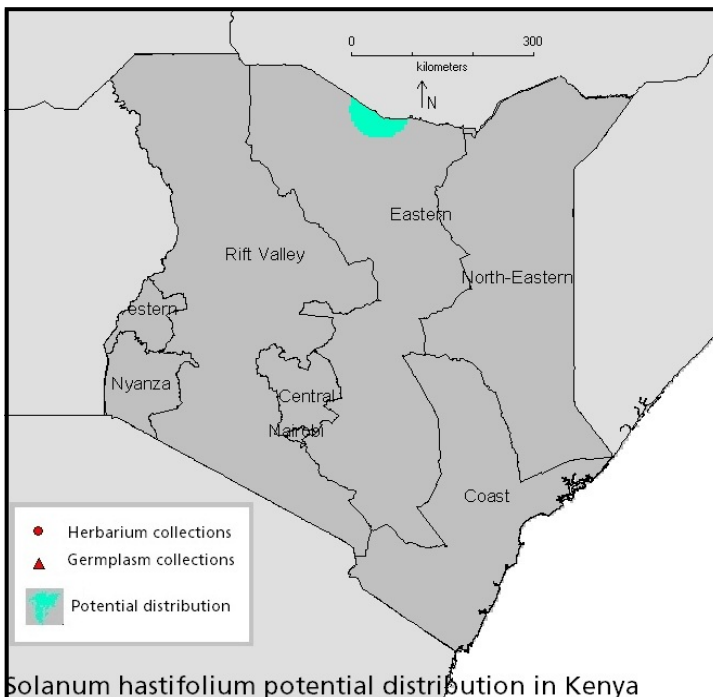 0 300
kilometers
N
Eastern
Rift Valley
North-Eastern
estern
Nyanza
Central
Nairobi
Coast
Herbarium collections
Germplasm collections
Potential distribution
Solanum hastifolium potential distribution in Kenya